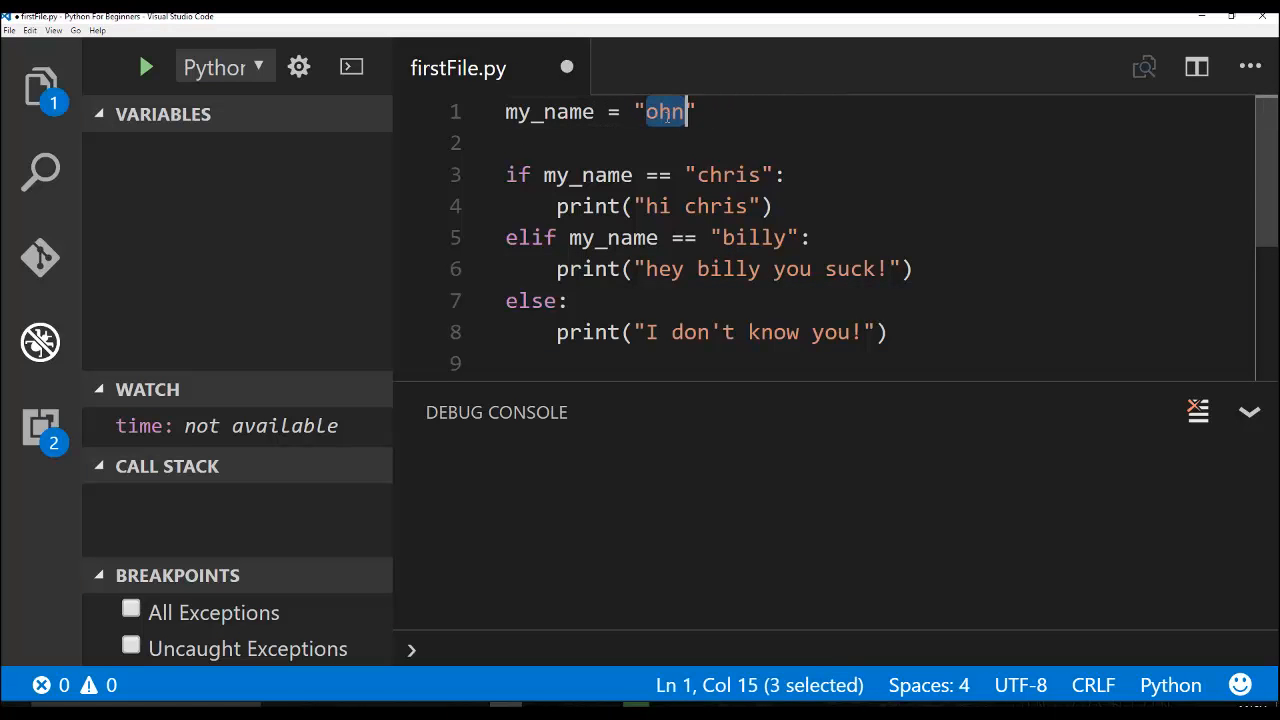 ● firstFile.py - Python For Beginners - Visual Studio Code
File Edit View Go Help
Python
firstFile.py
1
VARIABLES
1 my_name = "ohn"
2
3 if my_name == "chris":
4 print("hi chris")
5 elif my_name == "billy":
6 print("hey billy you suck!")
7 else:
8 print("I don't know you!")
9
WATCH
time: not available
2
CALL STACK
DEBUG CONSOLE
BREAKPOINTS
All Exceptions
Uncaught Exceptions
0 0 Ln 1, Col 15 (3 selected) Spaces: 4 UTF-8 CRLF Python